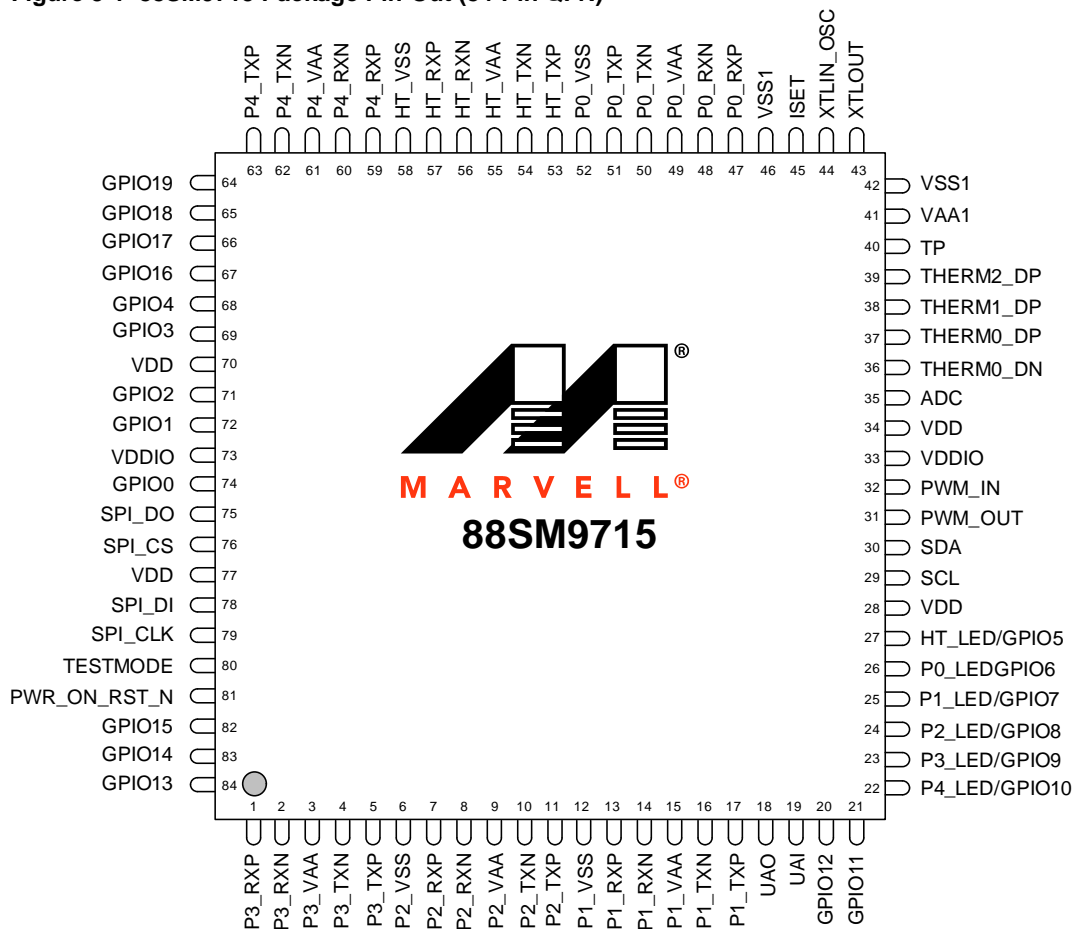 P4_TXP
P4_TXN
P4_VAA
P4_RXN
P4_RXP
HT_VSS
HT_RXP
HT_RXN
HT_VAA
HT_TXN
HT_TXP
P0_VSS
P0_TXP
P0_TXN
P0_VAA
P0_RXN
P0_RXP
VSS1
ISET
XTLIN_OSC
XTLOUT
63 62 61 60 59 58 57 56 55 54 53 52 51 50 49 48 47 46 45 44 43
GPIO19 64
GPIO18 65
GPIO17 66
GPIO16 67
GPIO4 68
GPIO3 69
VDD 70
GPIO2 71
GPIO1 72
VDDIO 73
GPIO0 74
SPI_DO 75
SPI_CS 76
VDD 77
SPI_DI 78
SPI_CLK 79
TESTMODE 80
PWR_ON_RST_N 81
GPIO15 82
GPIO14 83
GPIO13 84
®
MARVELL®
88SM9715
42 VSS1
41 VAA1
40 TP
39 THERM2_DP
38 THERM1_DP
37 THERM0_DP
36 THERM0_DN
35 ADC
34 VDD
33 VDDIO
32 PWM_IN
31 PWM_OUT
30 SDA
29 SCL
28 VDD
27 HT_LED/GPIO5
26 P0_LEDGPIO6
25 P1_LED/GPIO7
24 P2_LED/GPIO8
23 P3_LED/GPIO9
22 P4_LED/GPIO10
1 2 3 4 5 6 7 8 9 10 11 12 13 14 15 16 17 18 19 20 21
P3_RXP
P3_RXN
P3_VAA
P3_TXN
P3_TXP
P2_VSS
P2_RXP
P2_RXN
P2_VAA
P2_TXN
P2_TXP
P1_VSS
P1_RXP
P1_RXN
P1_VAA
P1_TXN
P1_TXP
UAO
UAI
GPIO12
GPIO11